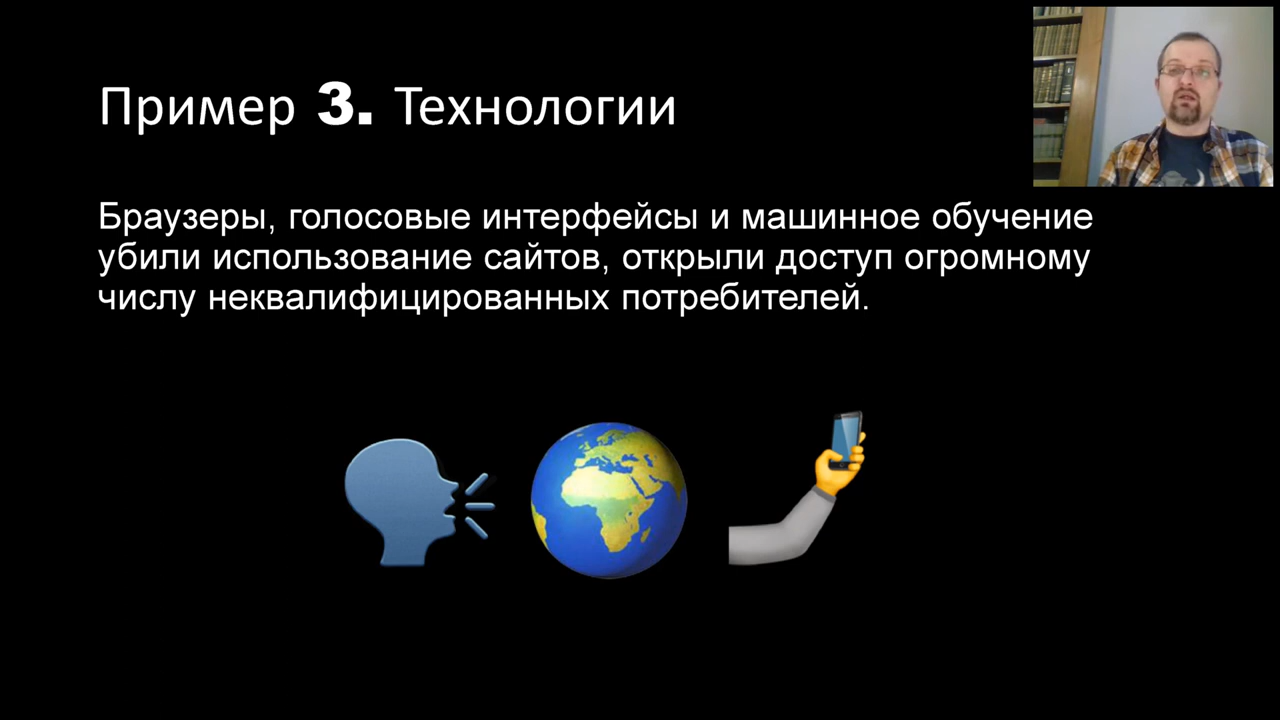 Пример 3. Технологии
Браузеры, голосовые интерфейсы и машинное обучение
убили использование сайтов, открыли доступ огромному
числу неквалифицированных потребителей.